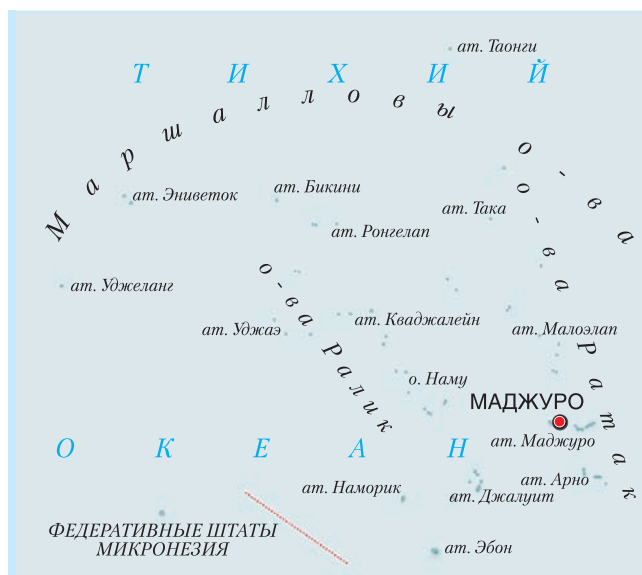 ат. Таонги
ТИХИЙ
Маршалловы о-ва
ат. Эниветок
ат. Бикини
ат. Ронгелап
ат. Така
о-ва Ратак
ат. Уджеланг
о-ва Ралик
ат. Уджаэ
ат. Кваджалейн
ат. Малоэлап
о. Наму
МАДЖУРО
ат. Маджуро
ОКЕАН
ат. Наморик
ат. Арно
ат. Джалуит
ФЕДЕРАТИВНЫЕ ШТАТЫ
МИКРОНЕЗИЯ
ат. Эбон